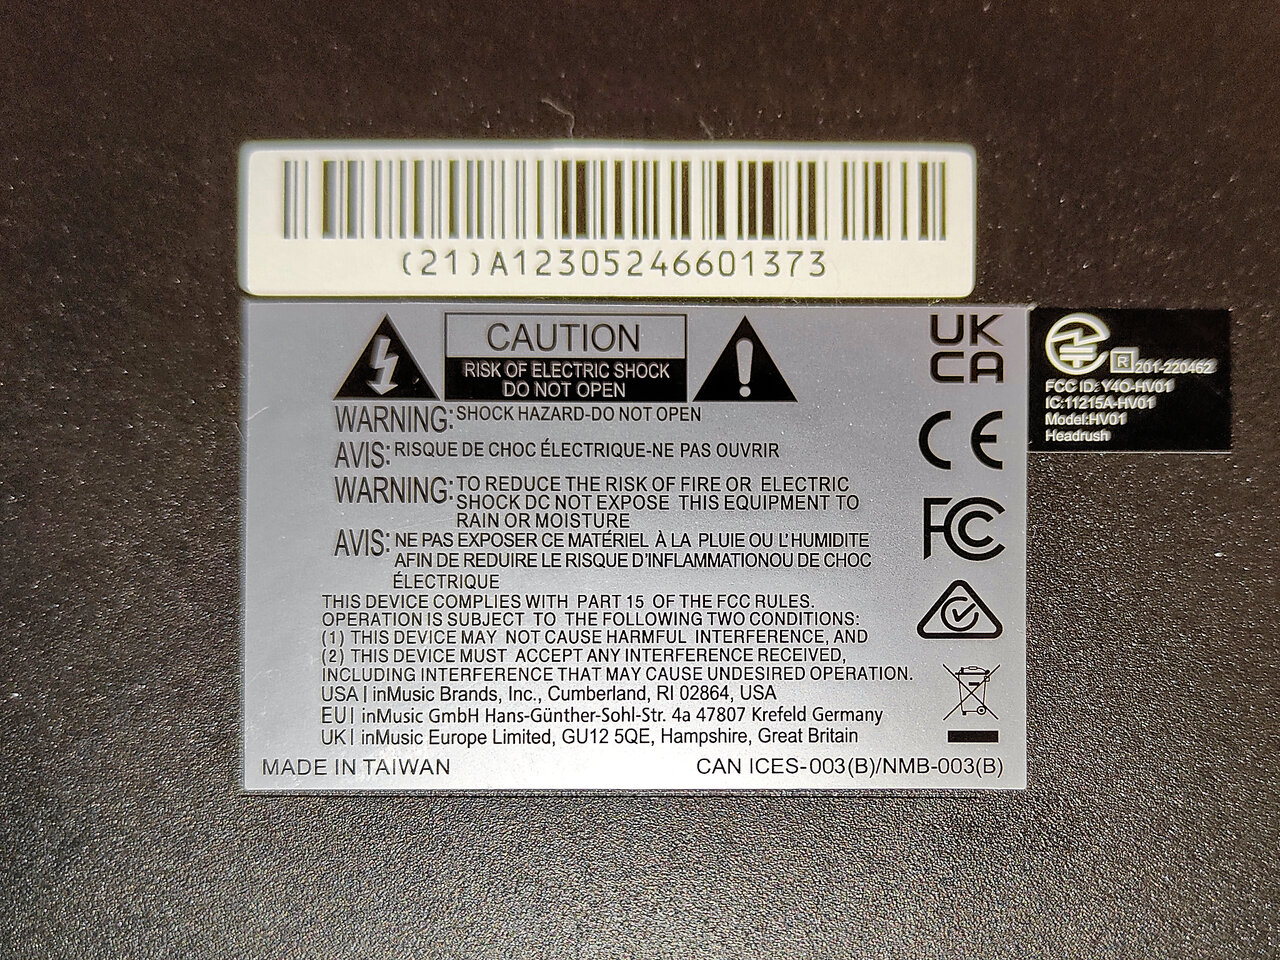 (21)A12305246601373
CAUTION
RISK OF ELECTRIC SHOCK
DO NOT OPEN
WARNING: SHOCK HAZARD-DO NOT OPEN
AVIS: RISQUE DE CHOC ÉLECTRIQUE-NE PAS OUVRIR
WARNING: TO REDUCE THE RISK OF FIRE OR ELECTRIC
SHOCK DC NOT EXPOSE THIS EQUIPMENT TO
RAIN OR MOISTURE
AVIS: NE PAS EXPOSER CE MATÉRIEL À LA PLUIE OU L'HUMIDITE
AFIN DE REDUIRE LE RISQUE D'INFLAMMATIONOU DE CHOC
ÉLECTRIQUE
THIS DEVICE COMPLIES WITH PART 15 OF THE FCC RULES.
OPERATION IS SUBJECT TO THE FOLLOWING TWO CONDITIONS:
(1) THIS DEVICE MAY NOT CAUSE HARMFUL INTERFERENCE, AND
(2) THIS DEVICE MUST ACCEPT ANY INTERFERENCE RECEIVED,
INCLUDING INTERFERENCE THAT MAY CAUSE UNDESIRED OPERATION.
USA | inMusic Brands, Inc., Cumberland, RI 02864, USA
EU | inMusic GmbH Hans-Günther-Sohl-Str. 4a 47807 Krefeld Germany
UK | inMusic Europe Limited, GU12 5QE, Hampshire, Great Britain
MADE IN TAIWAN
CAN ICES-003(B)/NMB-003(B)
UK
CA
CE
FC
R 201-220462
FCC ID: Y4O-HV01
IC:11215A-HV01
Model:HV01
Headrush